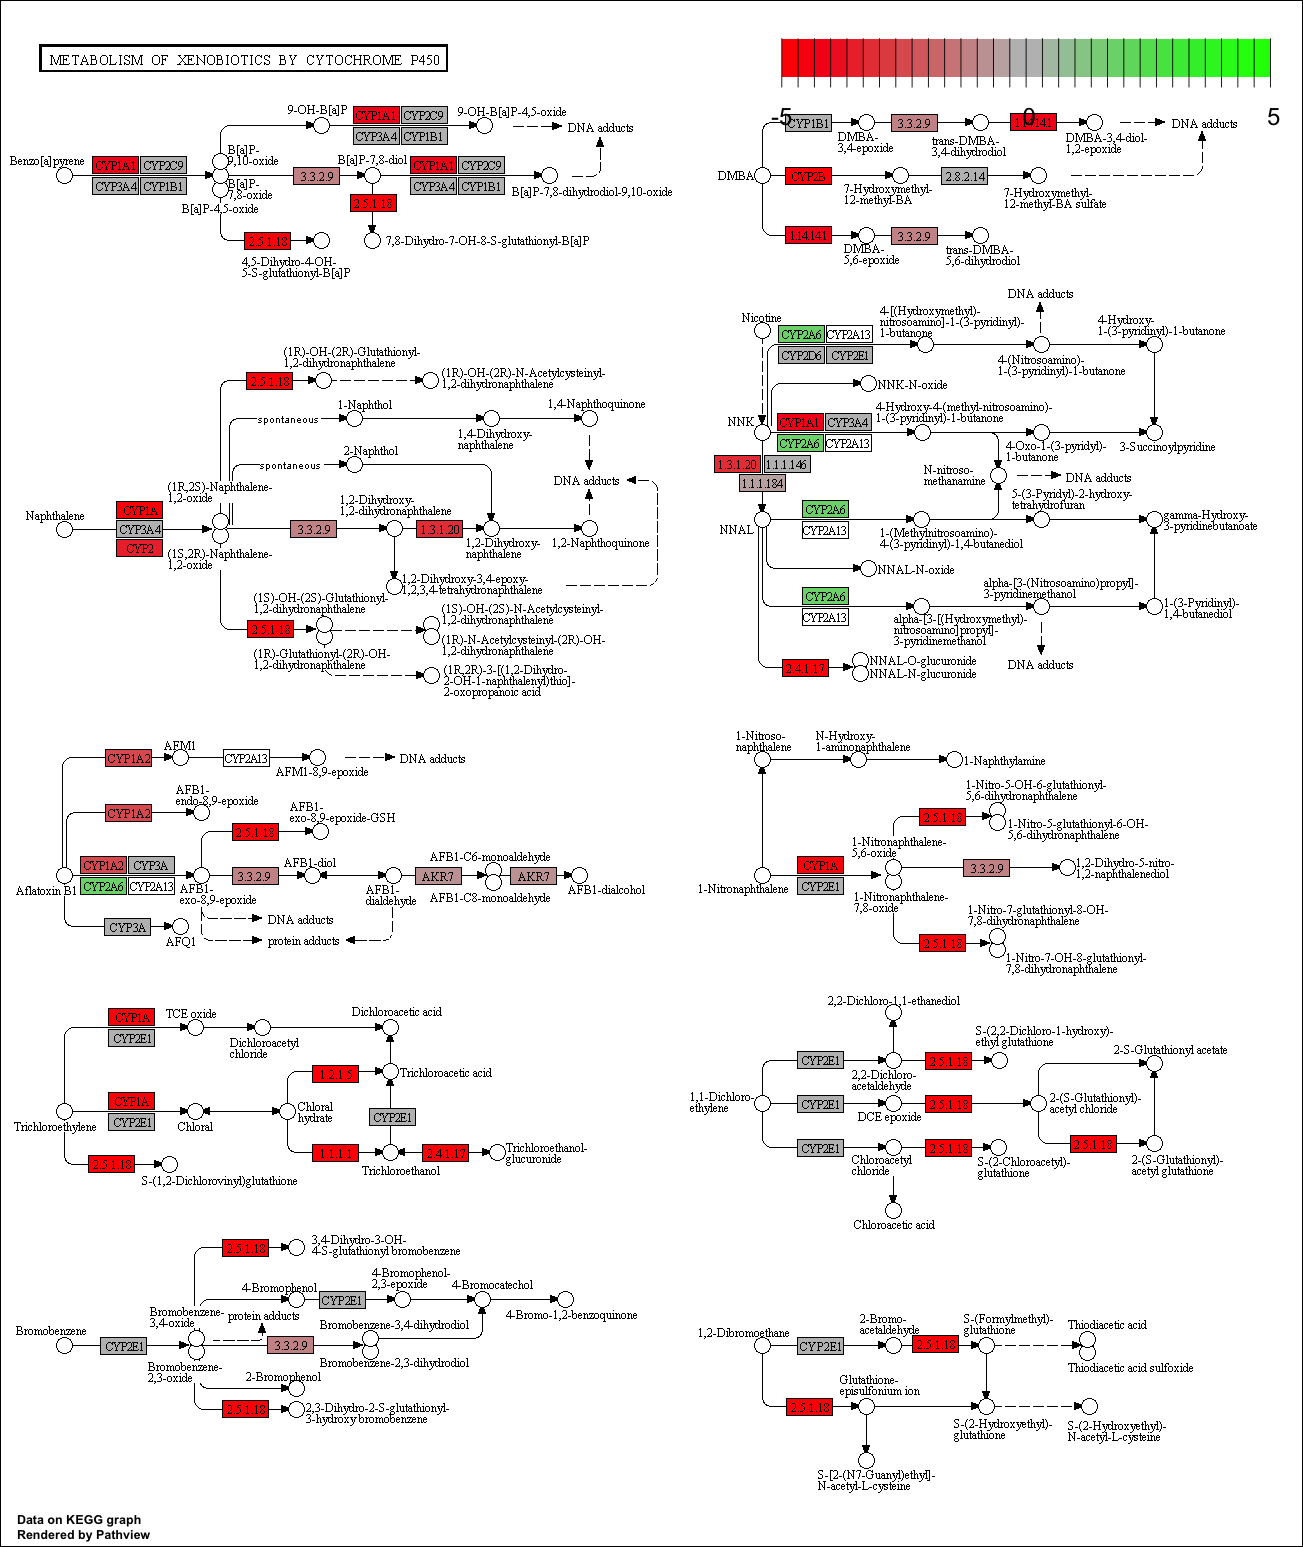 METABOLISM OF XENOBIOTICS BY CYTOCHROME P450
-5
0
5
9-OH-B[a]P
CYP1A1
CYP2C9
CYP3A4
CYP1B1
9-OH-B[a]P-4,5-oxide
DNA adducts
Benzo[a]pyrene
CYP1A1
CYP2C9
CYP3A4
CYP1B1
B[a]P-
9,10-oxide
B[a]P-
7,8-oxide
B[a]P-4,5-oxide
3.3.2.9
B[a]P-7,8-diol
CYP1A1
CYP2C9
CYP3A4
CYP1B1
B[a]P-7,8-dihydrodiol-9,10-oxide
2.5.1.18
7,8-Dihydro-7-OH-8-S-glutathionyl-B[a]P
2.5.1.18
4,5-Dihydro-4-OH-
5-S-glutathionyl-B[a]P
CYP1B1
DMBA-
3,4-epoxide
3.3.2.9
trans-DMBA-
3,4-dihydrodiol
1.14.14.1
DMBA-3,4-diol-
1,2-epoxide
DNA adducts
DMBA
CYP2B
7-Hydroxymethyl-
12-methyl-BA
2.8.2.14
7-Hydroxymethyl-
12-methyl-BA sulfate
1.14.14.1
DMBA-
5,6-epoxide
3.3.2.9
trans-DMBA-
5,6-dihydrodiol
(1R)-OH-(2R)-Glutathionyl-
1,2-dihydronaphthalene
2.5.1.18
(1R)-OH-(2R)-N-Acetylcysteinyl-
1,2-dihydronaphthalene
spontaneous
1-Naphthol
1,4-Dihydroxy-
naphthalene
1,4-Naphthoquinone
spontaneous
2-Naphthol
DNA adducts
(1R,2S)-Naphthalene-
1,2-oxide
Naphthalene
CYP1A
CYP3A4
CYP2
(1S,2R)-Naphthalene-
1,2-oxide
3.3.2.9
1,2-Dihydroxy-
1,2-dihydronaphthalene
1.3.1.20
1,2-Dihydroxy-
naphthalene
1,2-Naphthoquinone
1,2-Dihydroxy-3,4-epoxy-
1,2,3,4-tetrahydronaphthalene
(1S)-OH-(2S)-Glutathionyl-
1,2-dihydronaphthalene
2.5.1.18
(1R)-Glutathionyl-(2R)-OH-
1,2-dihydronaphthalene
(1S)-OH-(2S)-N-Acetylcysteinyl-
1,2-dihydronaphthalene
(1R)-N-Acetylcysteinyl-(2R)-OH-
1,2-dihydronaphthalene
(1R,2R)-3-[(1,2-Dihydro-
2-OH-1-naphthalenyl)thio]-
2-oxopropanoic acid
Nicotine
CYP2A6
CYP2A13
CYP2D6
CYP2E1
4-[(Hydroxymethyl)-
nitrosoamino]-1-(3-pyridinyl)-
1-butanone
DNA adducts
4-(Nitrosoamino)-
1-(3-pyridinyl)-1-butanone
4-Hydroxy-
1-(3-pyridinyl)-1-butanone
NNK-N-oxide
NNK
CYP1A1
CYP3A4
CYP2A6
CYP2A13
4-Hydroxy-4-(methyl-nitrosoamino)-
1-(3-pyridinyl)-1-butanone
4-Oxo-1-(3-pyridyl)-
1-butanone
3-Succinoylpyridine
1.3.1.20
1.1.1.146
1.1.1.184
N-nitroso-
methanamine
DNA adducts
NNAL
CYP2A6
CYP2A13
1-(Methylnitrosoamino)-
4-(3-pyridinyl)-1,4-butanediol
5-(3-Pyridyl)-2-hydroxy-
tetrahydrofuran
gamma-Hydroxy-
3-pyridinebutanoate
NNAL-N-oxide
CYP2A6
CYP2A13
alpha-[3-[(Hydroxymethyl)-
nitrosoamino]propyl]-
3-pyridinemethanol
alpha-[3-(Nitrosoamino)propyl]-
3-pyridinemethanol
1-(3-Pyridinyl)-
1,4-butanediol
DNA adducts
2.4.1.17
NNAL-O-glucuronide
NNAL-N-glucuronide
CYP1A2
AFM1
CYP2A13
AFM1-8,9-epoxide
DNA adducts
CYP1A2
AFB1-
endo-8,9-epoxide
2.5.1.18
AFB1-
exo-8,9-epoxide-GSH
Aflatoxin B1
CYP1A2
CYP3A
CYP2A6
CYP2A13
AFB1-
exo-8,9-epoxide
3.3.2.9
AFB1-diol
AFB1-
dialdehyde
AKR7
AFB1-C6-monoaldehyde
AFB1-C8-monoaldehyde
AKR7
AFB1-dialcohol
DNA adducts
protein adducts
CYP3A
AFQ1
1-Nitroso-
naphthalene
N-Hydroxy-
1-aminonaphthalene
1-Naphthylamine
1-Nitronaphthalene
CYP1A
CYP2E1
1-Nitronaphthalene-
5,6-oxide
1-Nitronaphthalene-
7,8-oxide
2.5.1.18
1-Nitro-5-OH-6-glutathionyl-
5,6-dihydronaphthalene
1-Nitro-5-glutathionyl-6-OH-
5,6-dihydronaphthalene
3.3.2.9
1,2-Dihydro-5-nitro-
1,2-naphthalenediol
2.5.1.18
1-Nitro-7-glutathionyl-8-OH-
7,8-dihydronaphthalene
1-Nitro-7-OH-8-glutathionyl-
7,8-dihydronaphthalene
CYP1A
CYP2E1
TCE oxide
Dichloroacetyl
chloride
Dichloroacetic acid
Trichloroethylene
CYP1A
CYP2E1
Chloral
Chloral
hydrate
1.2.1.5
Trichloroacetic acid
CYP2E1
1.1.1.1
Trichloroethanol
2.4.1.17
Trichloroethanol-
glucuronide
2.5.1.18
S-(1,2-Dichlorovinyl)glutathione
1,1-Dichloro-
ethylene
2,2-Dichloro-1,1-ethanediol
CYP2E1
2,2-Dichloro-
acetaldehyde
2.5.1.18
S-(2,2-Dichloro-1-hydroxy)-
ethyl glutathione
CYP2E1
DCE epoxide
2.5.1.18
2-(S-Glutathionyl)-
acetyl chloride
2-S-Glutathionyl acetate
2.5.1.18
2-(S-Glutathionyl)-
acetyl glutathione
CYP2E1
Chloroacetyl
chloride
2.5.1.18
S-(2-Chloroacetyl)-
glutathione
Chloroacetic acid
2.5.1.18
3,4-Dihydro-3-OH-
4-S-glutathionyl bromobenzene
4-Bromophenol
CYP2E1
4-Bromophenol-
2,3-epoxide
4-Bromocatechol
4-Bromo-1,2-benzoquinone
Bromobenzene
CYP2E1
Bromobenzene-
3,4-oxide
protein adducts
Bromobenzene-
2,3-oxide
3.3.2.9
Bromobenzene-3,4-dihydrodiol
Bromobenzene-2,3-dihydrodiol
2-Bromophenol
2.5.1.18
2,3-Dihydro-2-S-glutathionyl-
3-hydroxy bromobenzene
1,2-Dibromoethane
CYP2E1
2-Bromo-
acetaldehyde
2.5.1.18
S-(Formylmethyl)-
glutathione
Thiodiacetic acid
Thiodiacetic acid sulfoxide
2.5.1.18
Glutathione-
episulfonium ion
S-(2-Hydroxyethyl)-
glutathione
S-(2-Hydroxyethyl)-
N-acetyl-L-cysteine
S-[2-(N7-Guanyl)ethyl]-
N-acetyl-L-cysteine
Data on KEGG graph
Rendered by Pathview